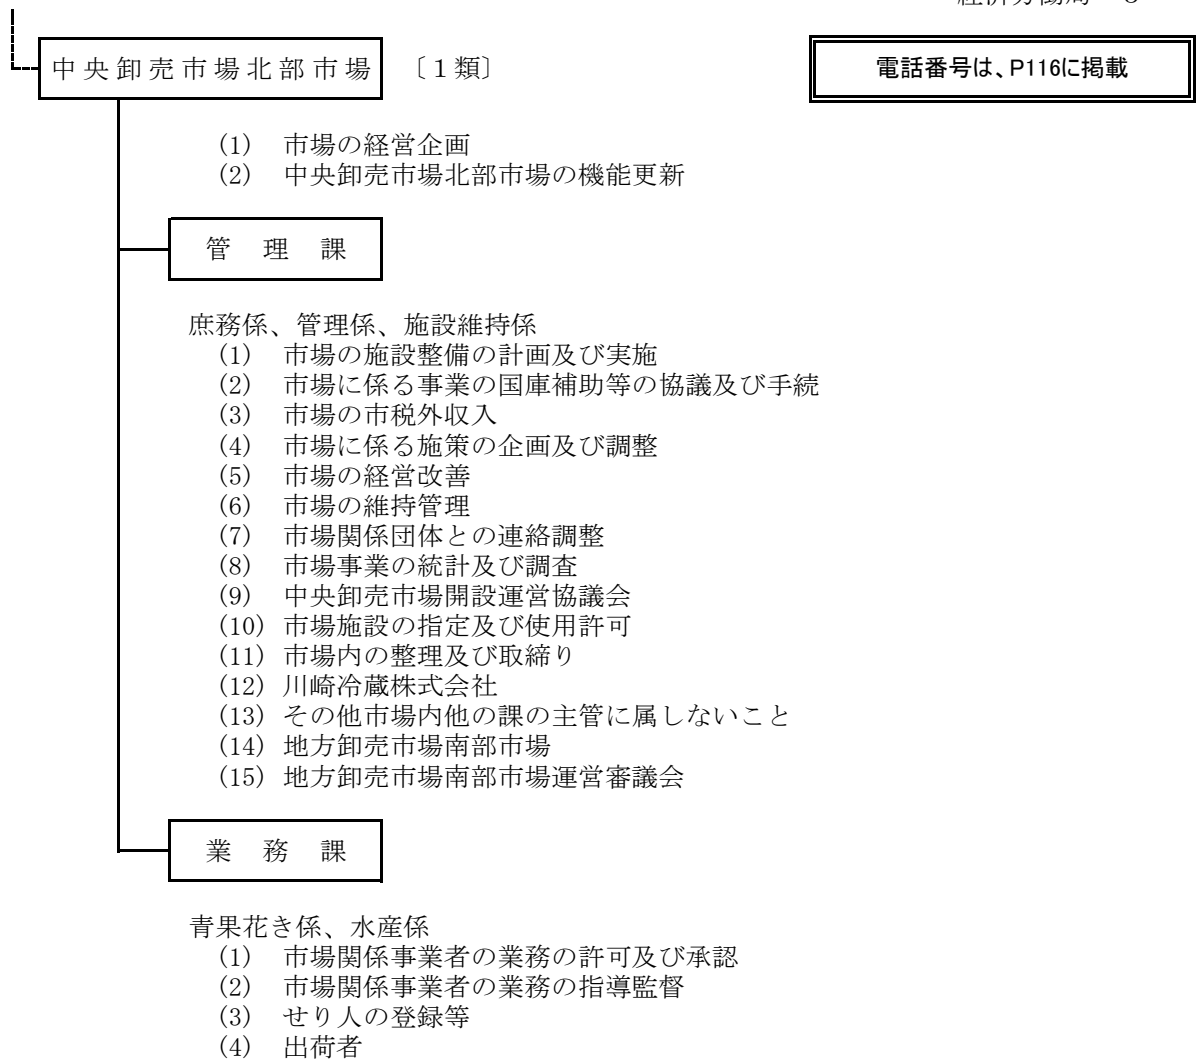 中央卸売市場北部市場 〔１類〕
電話番号は、P116に掲載
(1) 市場の経営企画
(2) 中央卸売市場北部市場の機能更新
管 理 課
庶務係、管理係、施設維持係
(1) 市場の施設整備の計画及び実施
(2) 市場に係る事業の国庫補助等の協議及び手続
(3) 市場の市税外収入
(4) 市場に係る施策の企画及び調整
(5) 市場の経営改善
(6) 市場の維持管理
(7) 市場関係団体との連絡調整
(8) 市場事業の統計及び調査
(9) 中央卸売市場開設運営協議会
(10) 市場施設の指定及び使用許可
(11) 市場内の整理及び取締り
(12) 川崎冷蔵株式会社
(13) その他市場内他の課の主管に属しないこと
(14) 地方卸売市場南部市場
(15) 地方卸売市場南部市場運営審議会
業 務 課
青果花き係、水産係
(1) 市場関係事業者の業務の許可及び承認
(2) 市場関係事業者の業務の指導監督
(3) せり人の登録等
(4) 出荷者